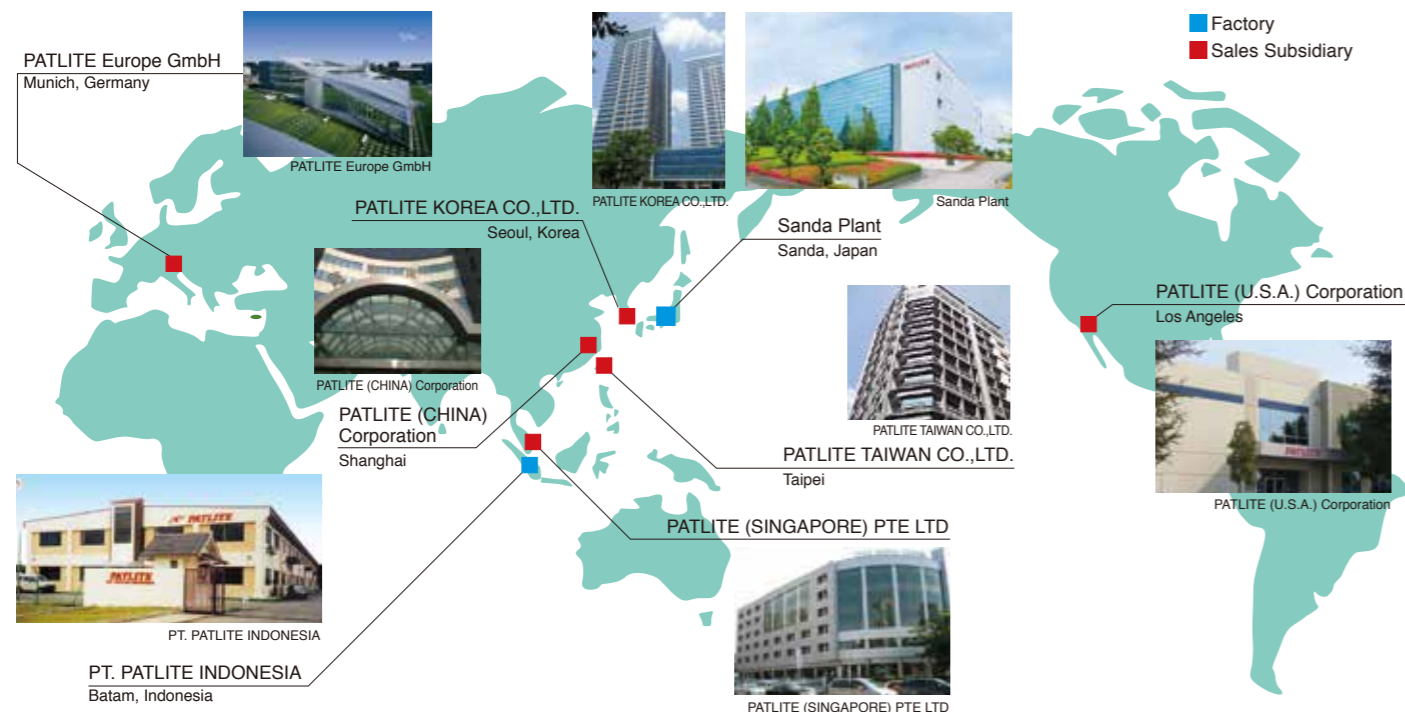 Factory
Sales Subsidiary
PATLITE Europe GmbH
Munich, Germany
PATLITE Europe GmbH
PATLITE KOREA CO.,LTD.
PATLITE
Sanda Plant
PATLITE KOREA CO.,LTD.
Seoul, Korea
Sanda Plant
Sanda, Japan
PATLITE (U.S.A.) Corporation
Los Angeles
PATLITE (CHINA) Corporation
PATLITE (CHINA)
Corporation
Shanghai
PATLITE TAIWAN CO.,LTD.
PATLITE TAIWAN CO.,LTD.
Taipei
PATLITE
PATLITE (U.S.A.) Corporation
PATLITE
PATLITE
PT. PATLITE INDONESIA
PATLITE (SINGAPORE) PTE LTD
PT. PATLITE INDONESIA
Batam, Indonesia
PATLITE (SINGAPORE) PTE LTD